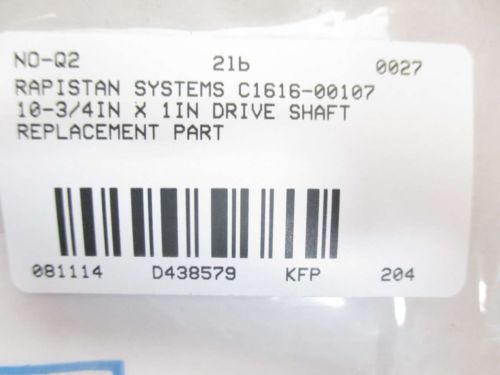 NO-Q2 2lb 0027
RAPISTAN SYSTEMS C1616-00107
10-3/4IN X 1IN DRIVE SHAFT
REPLACEMENT PART
081114 D438579 KFP 204